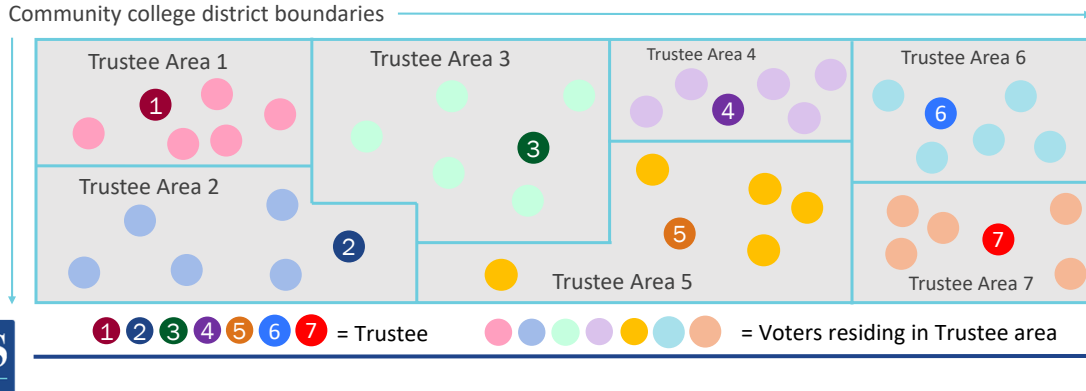 Community college district boundaries
Trustee Area 1
Trustee Area 3
Trustee Area 4
Trustee Area 6
1
4
6
3
Trustee Area 2
2
5
7
Trustee Area 5
Trustee Area 7
1 2 3 4 5 6 7 = Trustee
= Voters residing in Trustee area
S